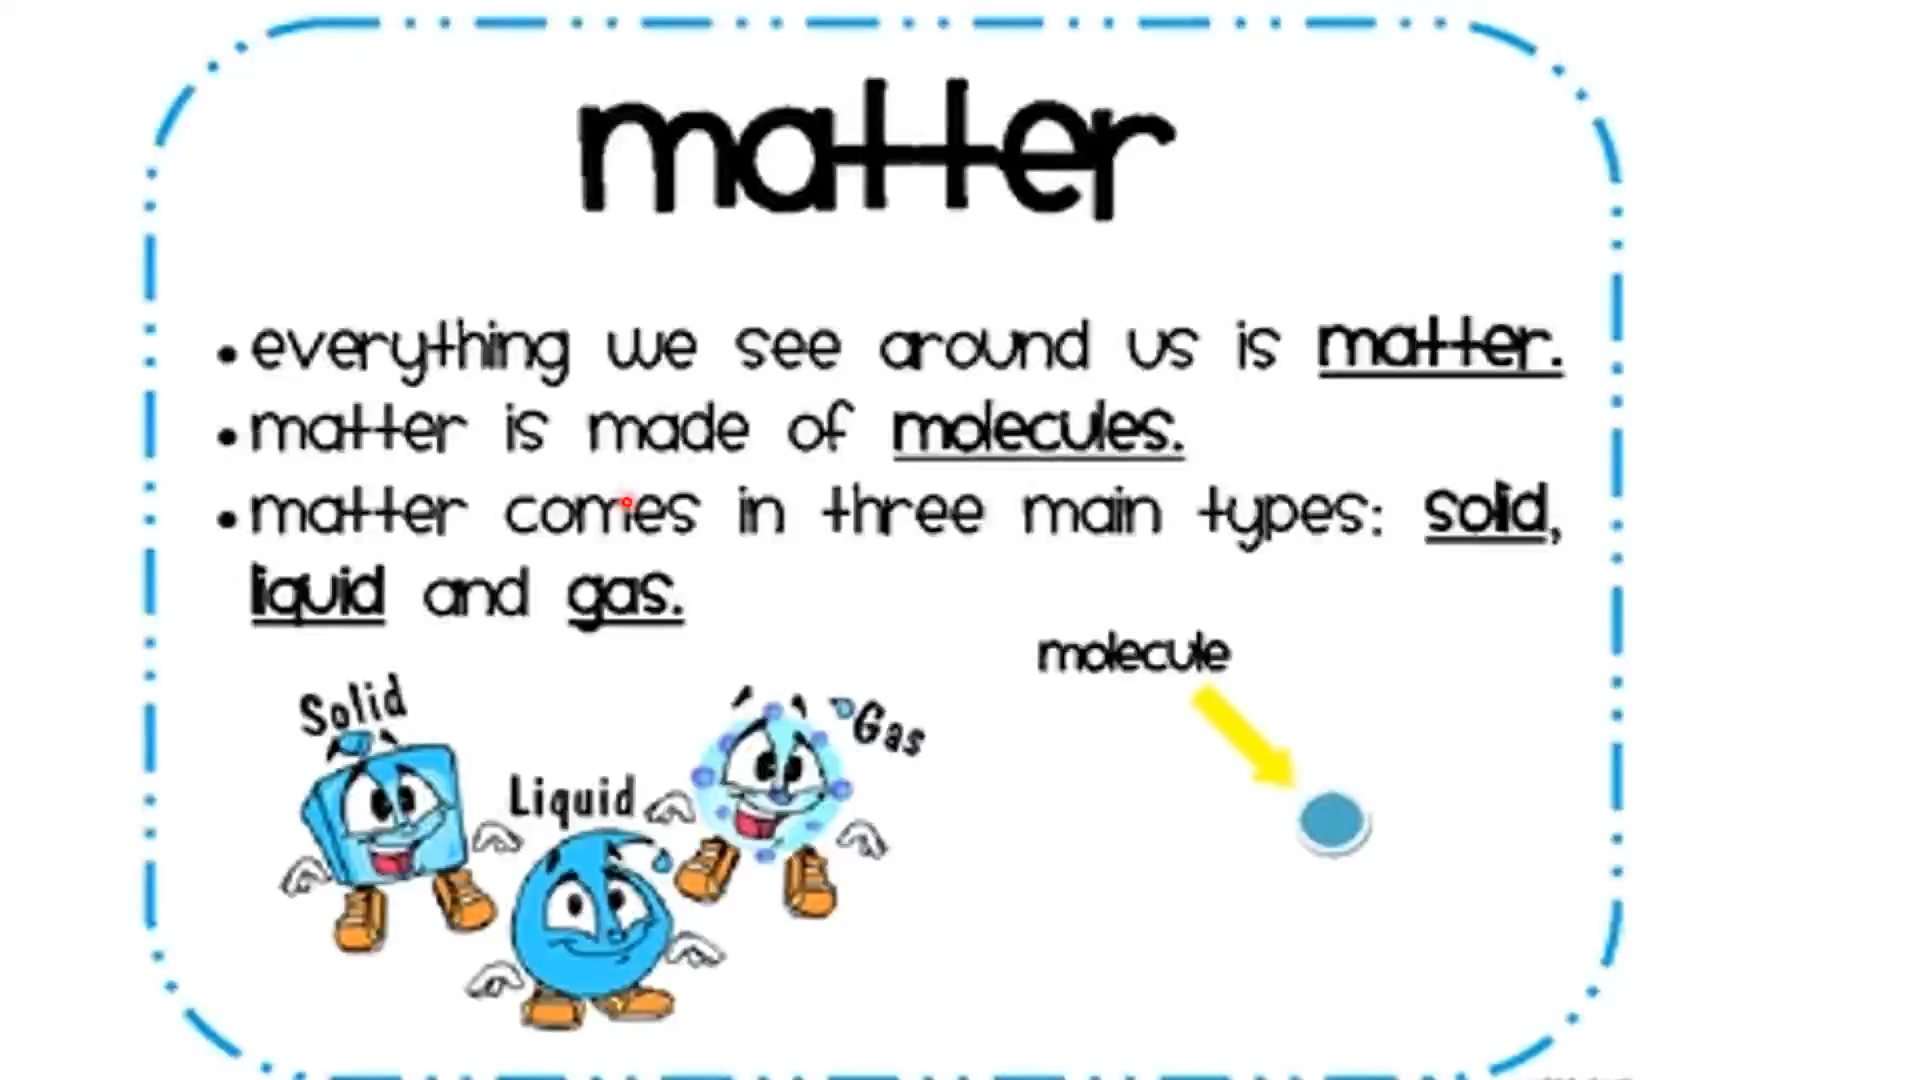 matter
• everything we see around us is matter.
• matter is made of molecules.
• matter comes in three main types: solid,
liquid and gas.
molecule
Solid
Gas
Liquid